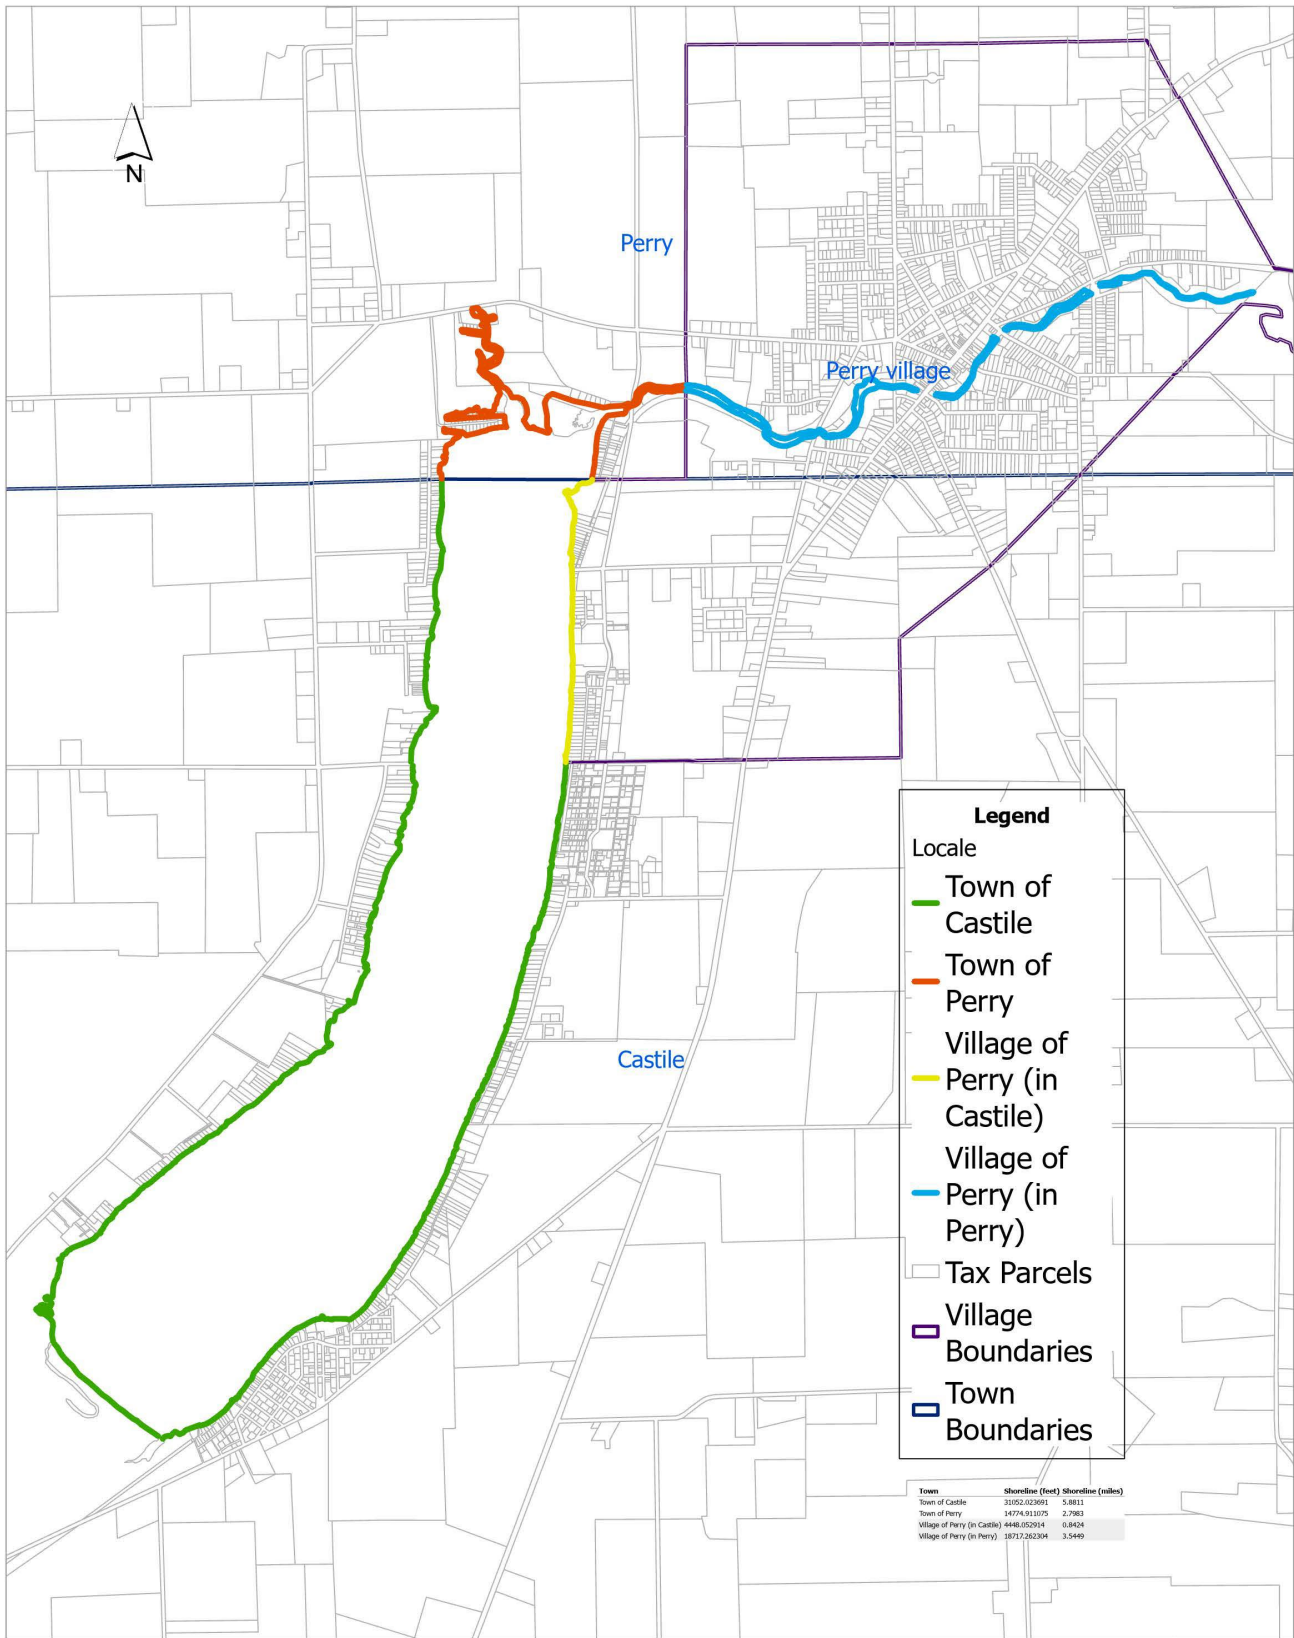 N
Perry
Perry village
Castile
Legend
Locale
Town of
Castile
Town of
Perry
Village of
Perry (in
Castile)
Village of
Perry (in
Perry)
Tax Parcels
Village
Boundaries
Town
Boundaries
Town Shoreline (feet) Shoreline (miles)
Town of Castile 31052.023691 5.8811
Town of Perry 14774.911075 2.7983
Village of Perry (in Castile) 4448.052914 0.8424
Village of Perry (in Perry) 18717.262304 3.5449